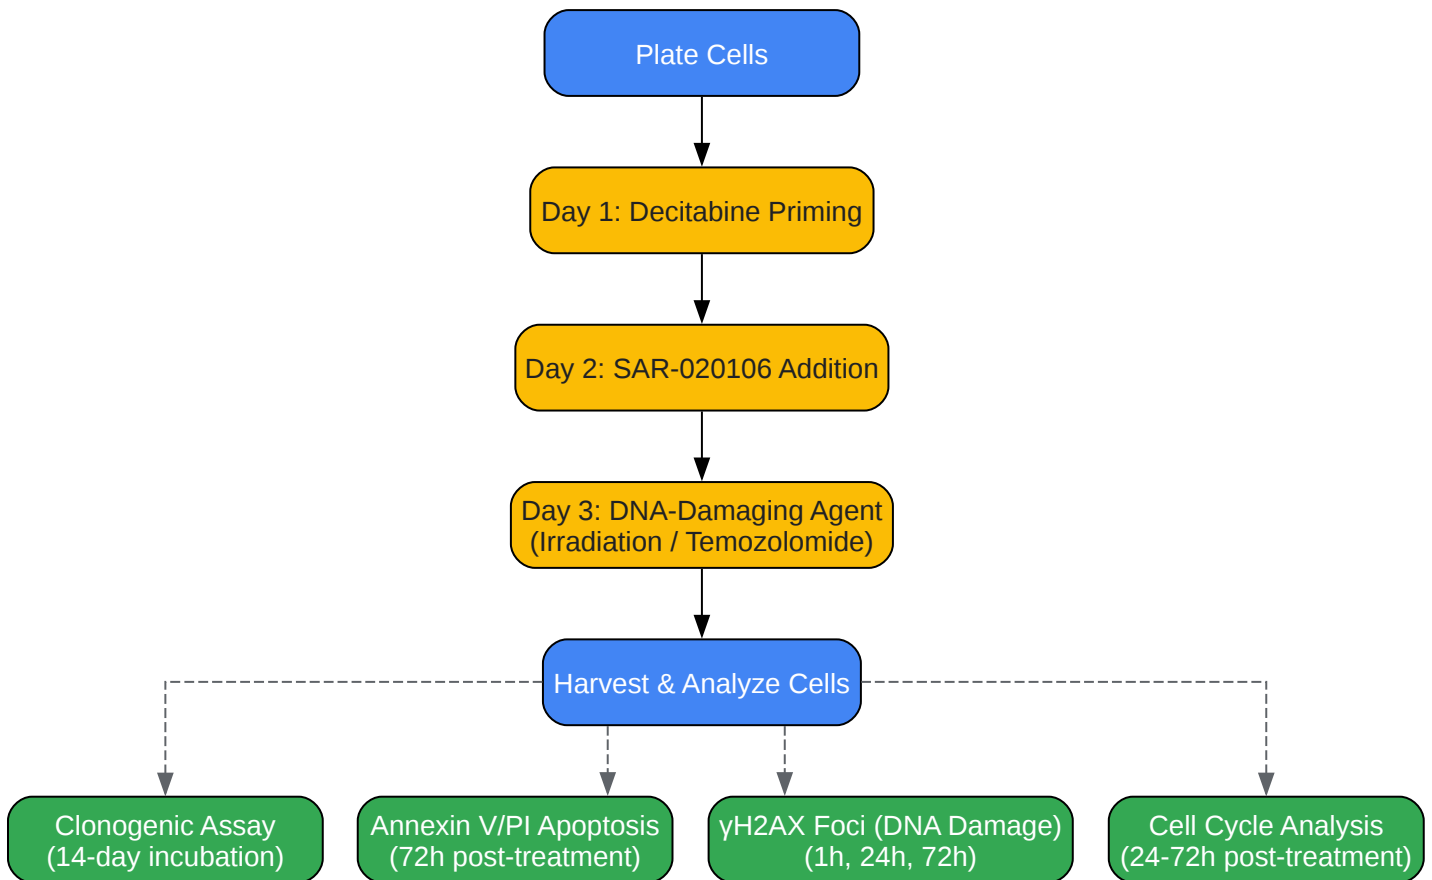 Plate Cells
Day 1: Decitabine Priming
Day 2: SAR-020106 Addition
Day 3: DNA-Damaging Agent
(Irradiation / Temozolomide)
Harvest & Analyze Cells
Clonogenic Assay
(14-day incubation)
Annexin V/PI Apoptosis
(72h post-treatment)
γH2AX Foci (DNA Damage)
(1h, 24h, 72h)
Cell Cycle Analysis
(24-72h post-treatment)